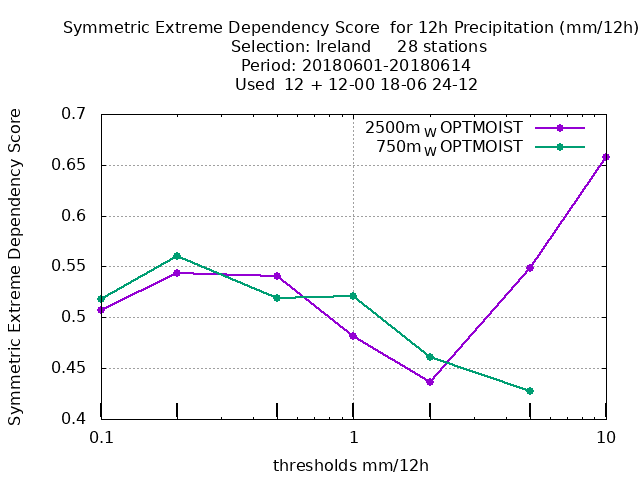 Symmetric Extreme Dependency Score for 12h Precipitation (mm/12h)
Selection: Ireland 28 stations
Period: 20180601-20180614
Used 12 + 12-00 18-06 24-12
Symmetric Extreme Dependency Score
0.7
0.65
0.6
0.55
0.5
0.45
0.4
2500m W OPTMOIST
750m W OPTMOIST
0.1 1 10
thresholds mm/12h